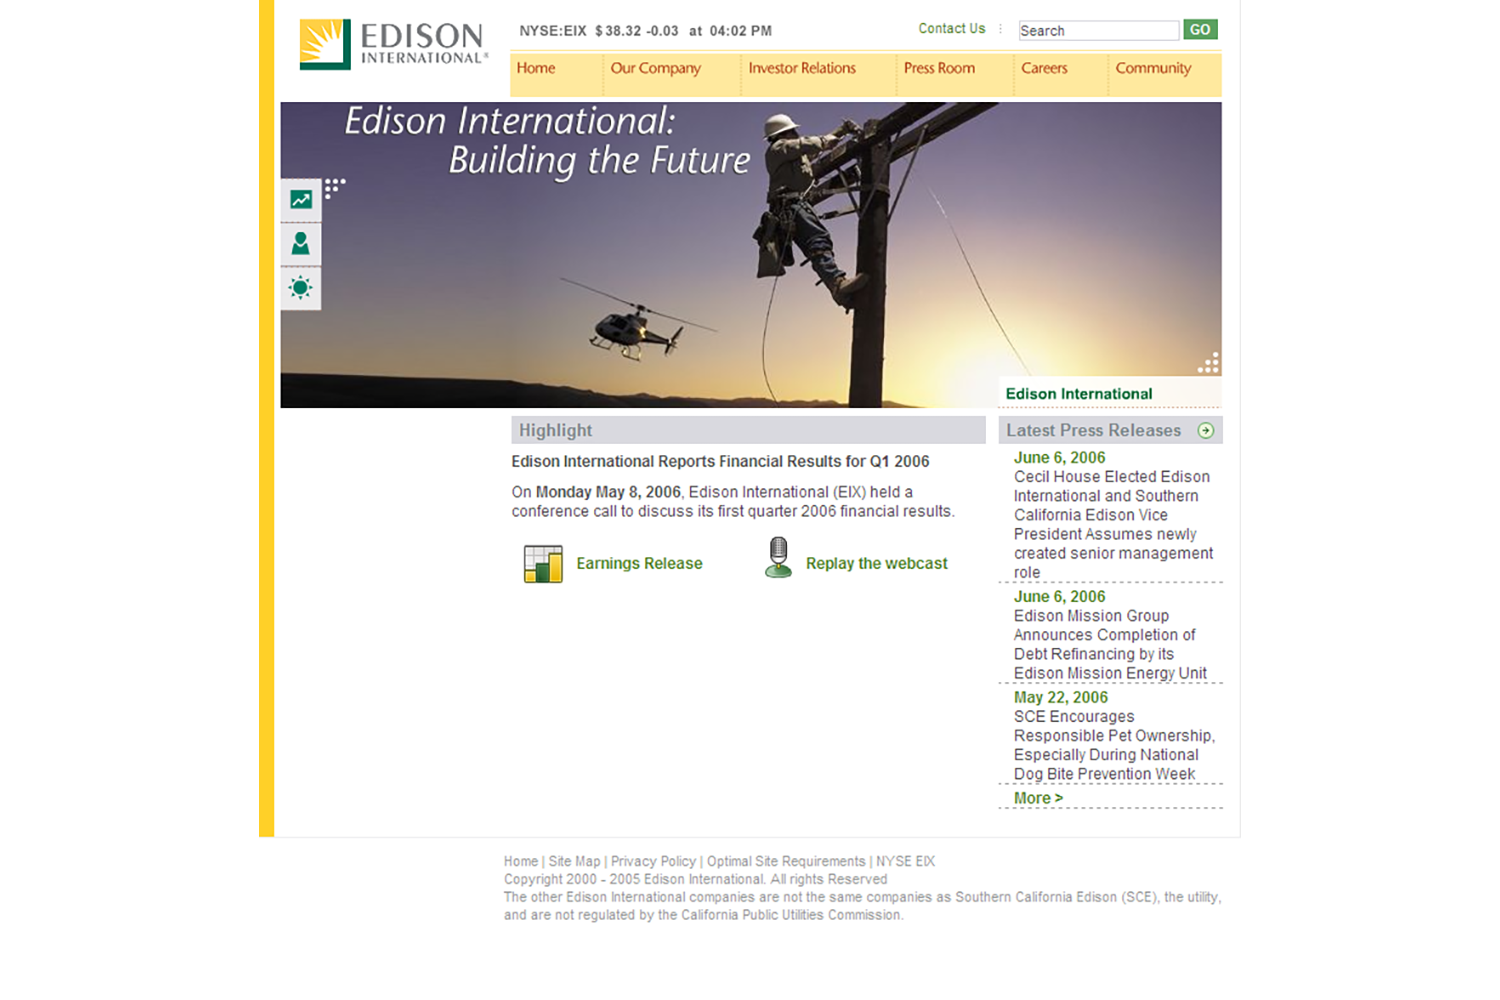 EDISON
INTERNATIONAL®
NYSE:EIX $38.32 -0.03 at 04:02 PM
Contact Us
Search
GO
Home
Our Company
Investor Relations
Press Room
Careers
Community
Edison International:
Building the Future
Edison International
Highlight
Edison International Reports Financial Results for Q1 2006
On Monday May 8, 2006, Edison International (EIX) held a
conference call to discuss its first quarter 2006 financial results.
Earnings Release
Replay the webcast
Latest Press Releases
June 6, 2006
Cecil House Elected Edison
International and Southern
California Edison Vice
President Assumes newly
created senior management
role
June 6, 2006
Edison Mission Group
Announces Completion of
Debt Refinancing by its
Edison Mission Energy Unit
May 22, 2006
SCE Encourages
Responsible Pet Ownership,
Especially During National
Dog Bite Prevention Week
More >
Home | Site Map | Privacy Policy | Optimal Site Requirements | NYSE EIX
Copyright 2000 - 2005 Edison International. All rights Reserved
The other Edison International companies are not the same companies as Southern California Edison (SCE), the utility,
and are not regulated by the California Public Utilities Commission.